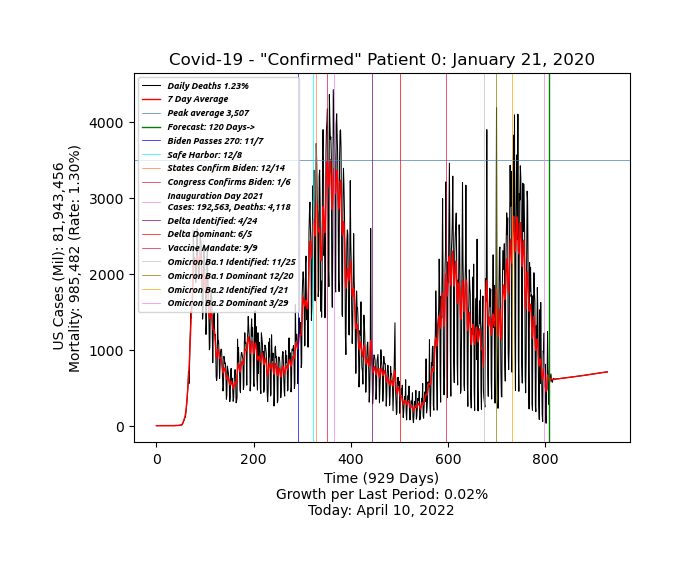 Covid-19 - "Confirmed" Patient 0: January 21, 2020
Daily Deaths 1.23%
7 Day Average
Peak average 3,507
Forecast: 120 Days->
Biden Passes 270: 11/7
Safe Harbor: 12/8
States Confirm Biden: 12/14
Congress Confirms Biden: 1/6
Inauguration Day 2021
Cases: 192,563, Deaths: 4,118
Delta Identified: 4/24
Delta Dominant: 6/5
Vaccine Mandate: 9/9
Omicron Ba.1 Identified: 11/25
Omicron Ba.1 Dominant 12/20
Omicron Ba.2 Identified 1/21
Omicron Ba.2 Dominant 3/29
US Cases (Mil): 81,943,456
Mortality: 985,482 (Rate: 1.30%)
4000
3000
2000
1000
0
0 200 400 600 800
Time (929 Days)
Growth per Last Period: 0.02%
Today: April 10, 2022